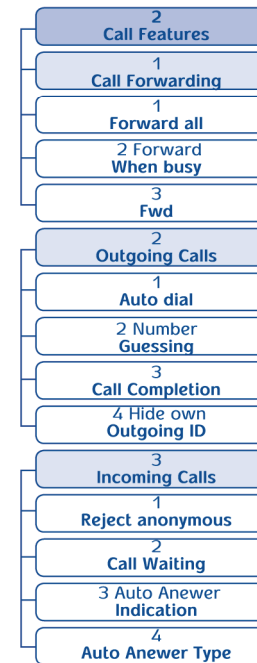 2
Call Features
1
Call Forwarding
1
Forward all
2 Forward
When busy
3
Fwd
2
Outgoing Calls
1
Auto dial
2 Number
Guessing
3
Call Completion
4 Hide own
Outgoing ID
3
Incoming Calls
1
Reject anonymous
2
Call Waiting
3 Auto Anewer
Indication
4
Auto Anewer Type